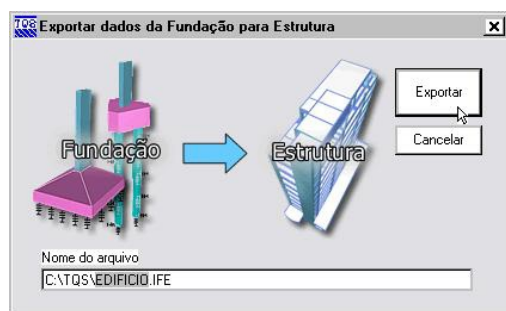 TQS Exportar dados da Fundação para Estrutura
Exportar
Cancelar
Fundação
Estrutura
Nome do arquivo
C:\TQS\EDIFICIO.IFE